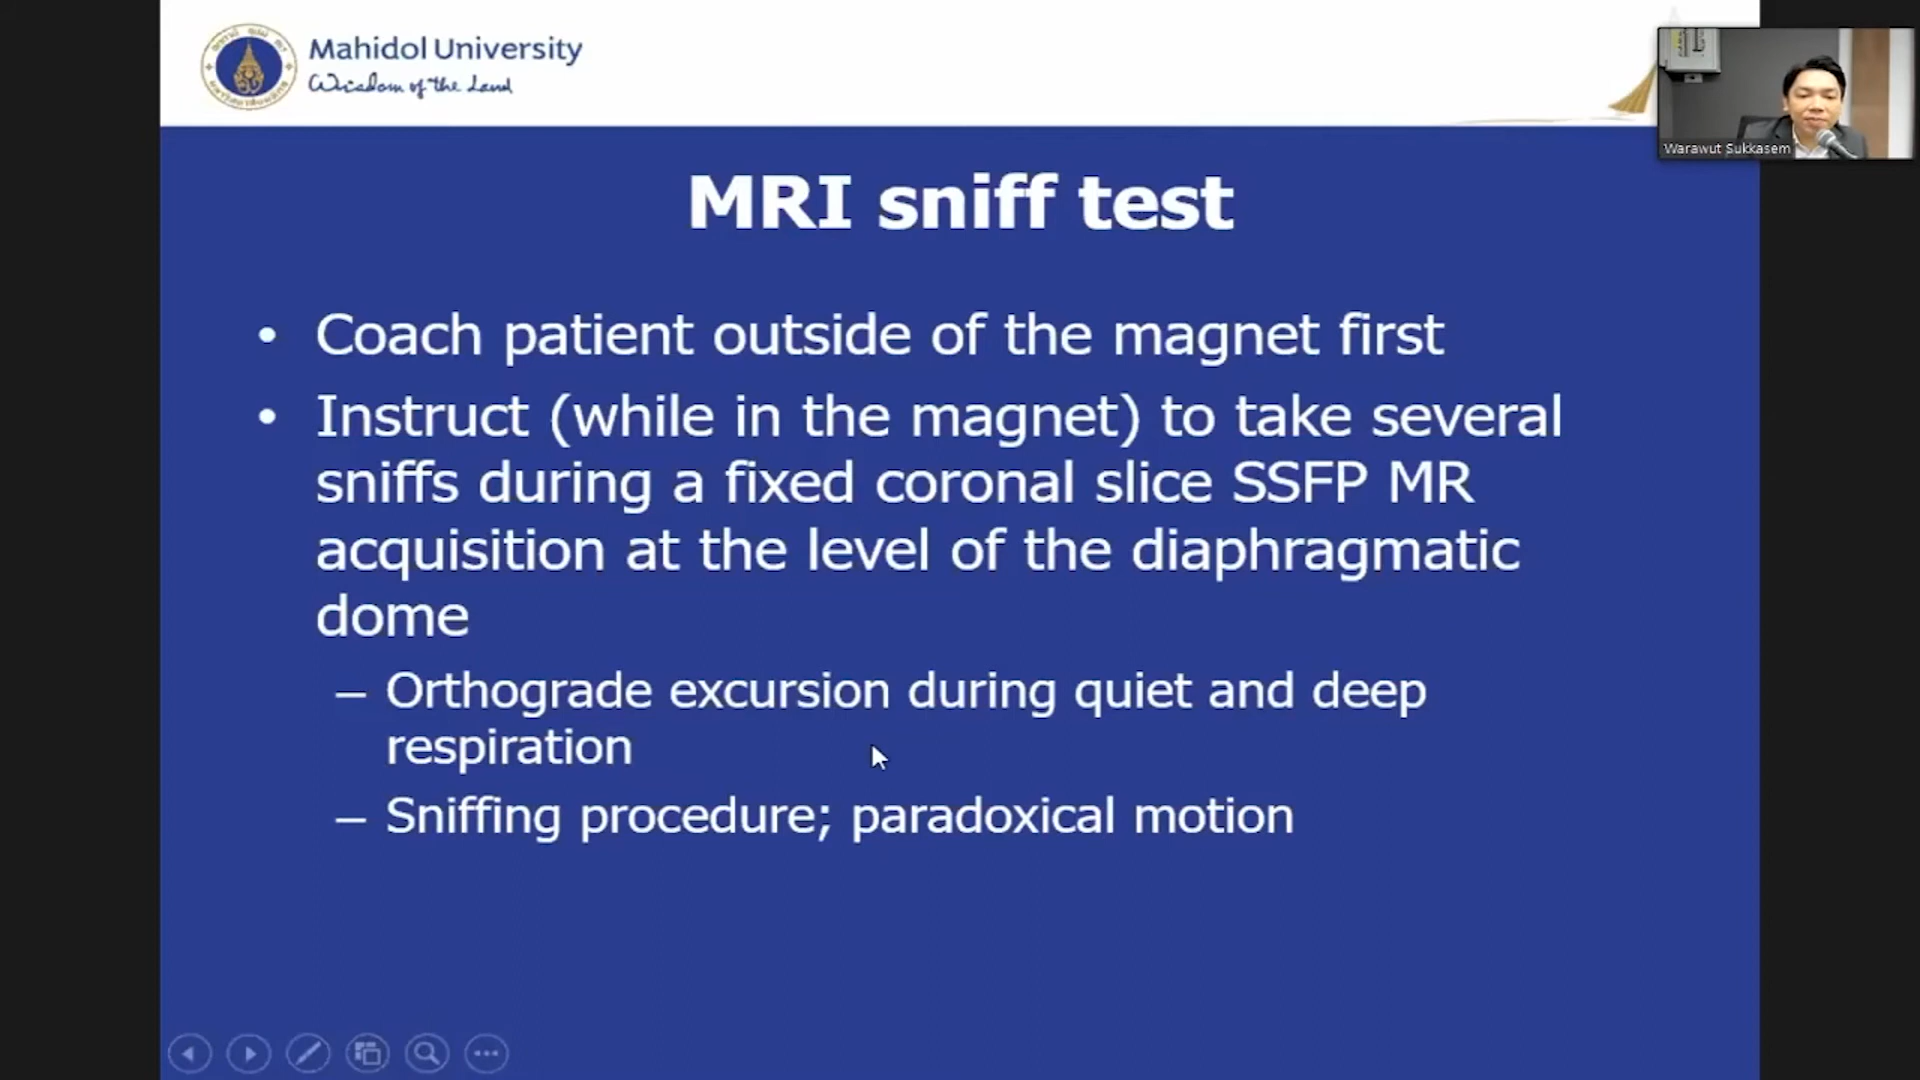 Mahidol University
Wisdom of the Land
Warawut Sukkasem
MRI sniff test
• Coach patient outside of the magnet first
• Instruct (while in the magnet) to take several
sniffs during a fixed coronal slice SSFP MR
acquisition at the level of the diaphragmatic
dome
– Orthograde excursion during quiet and deep
respiration
– Sniffing procedure; paradoxical motion